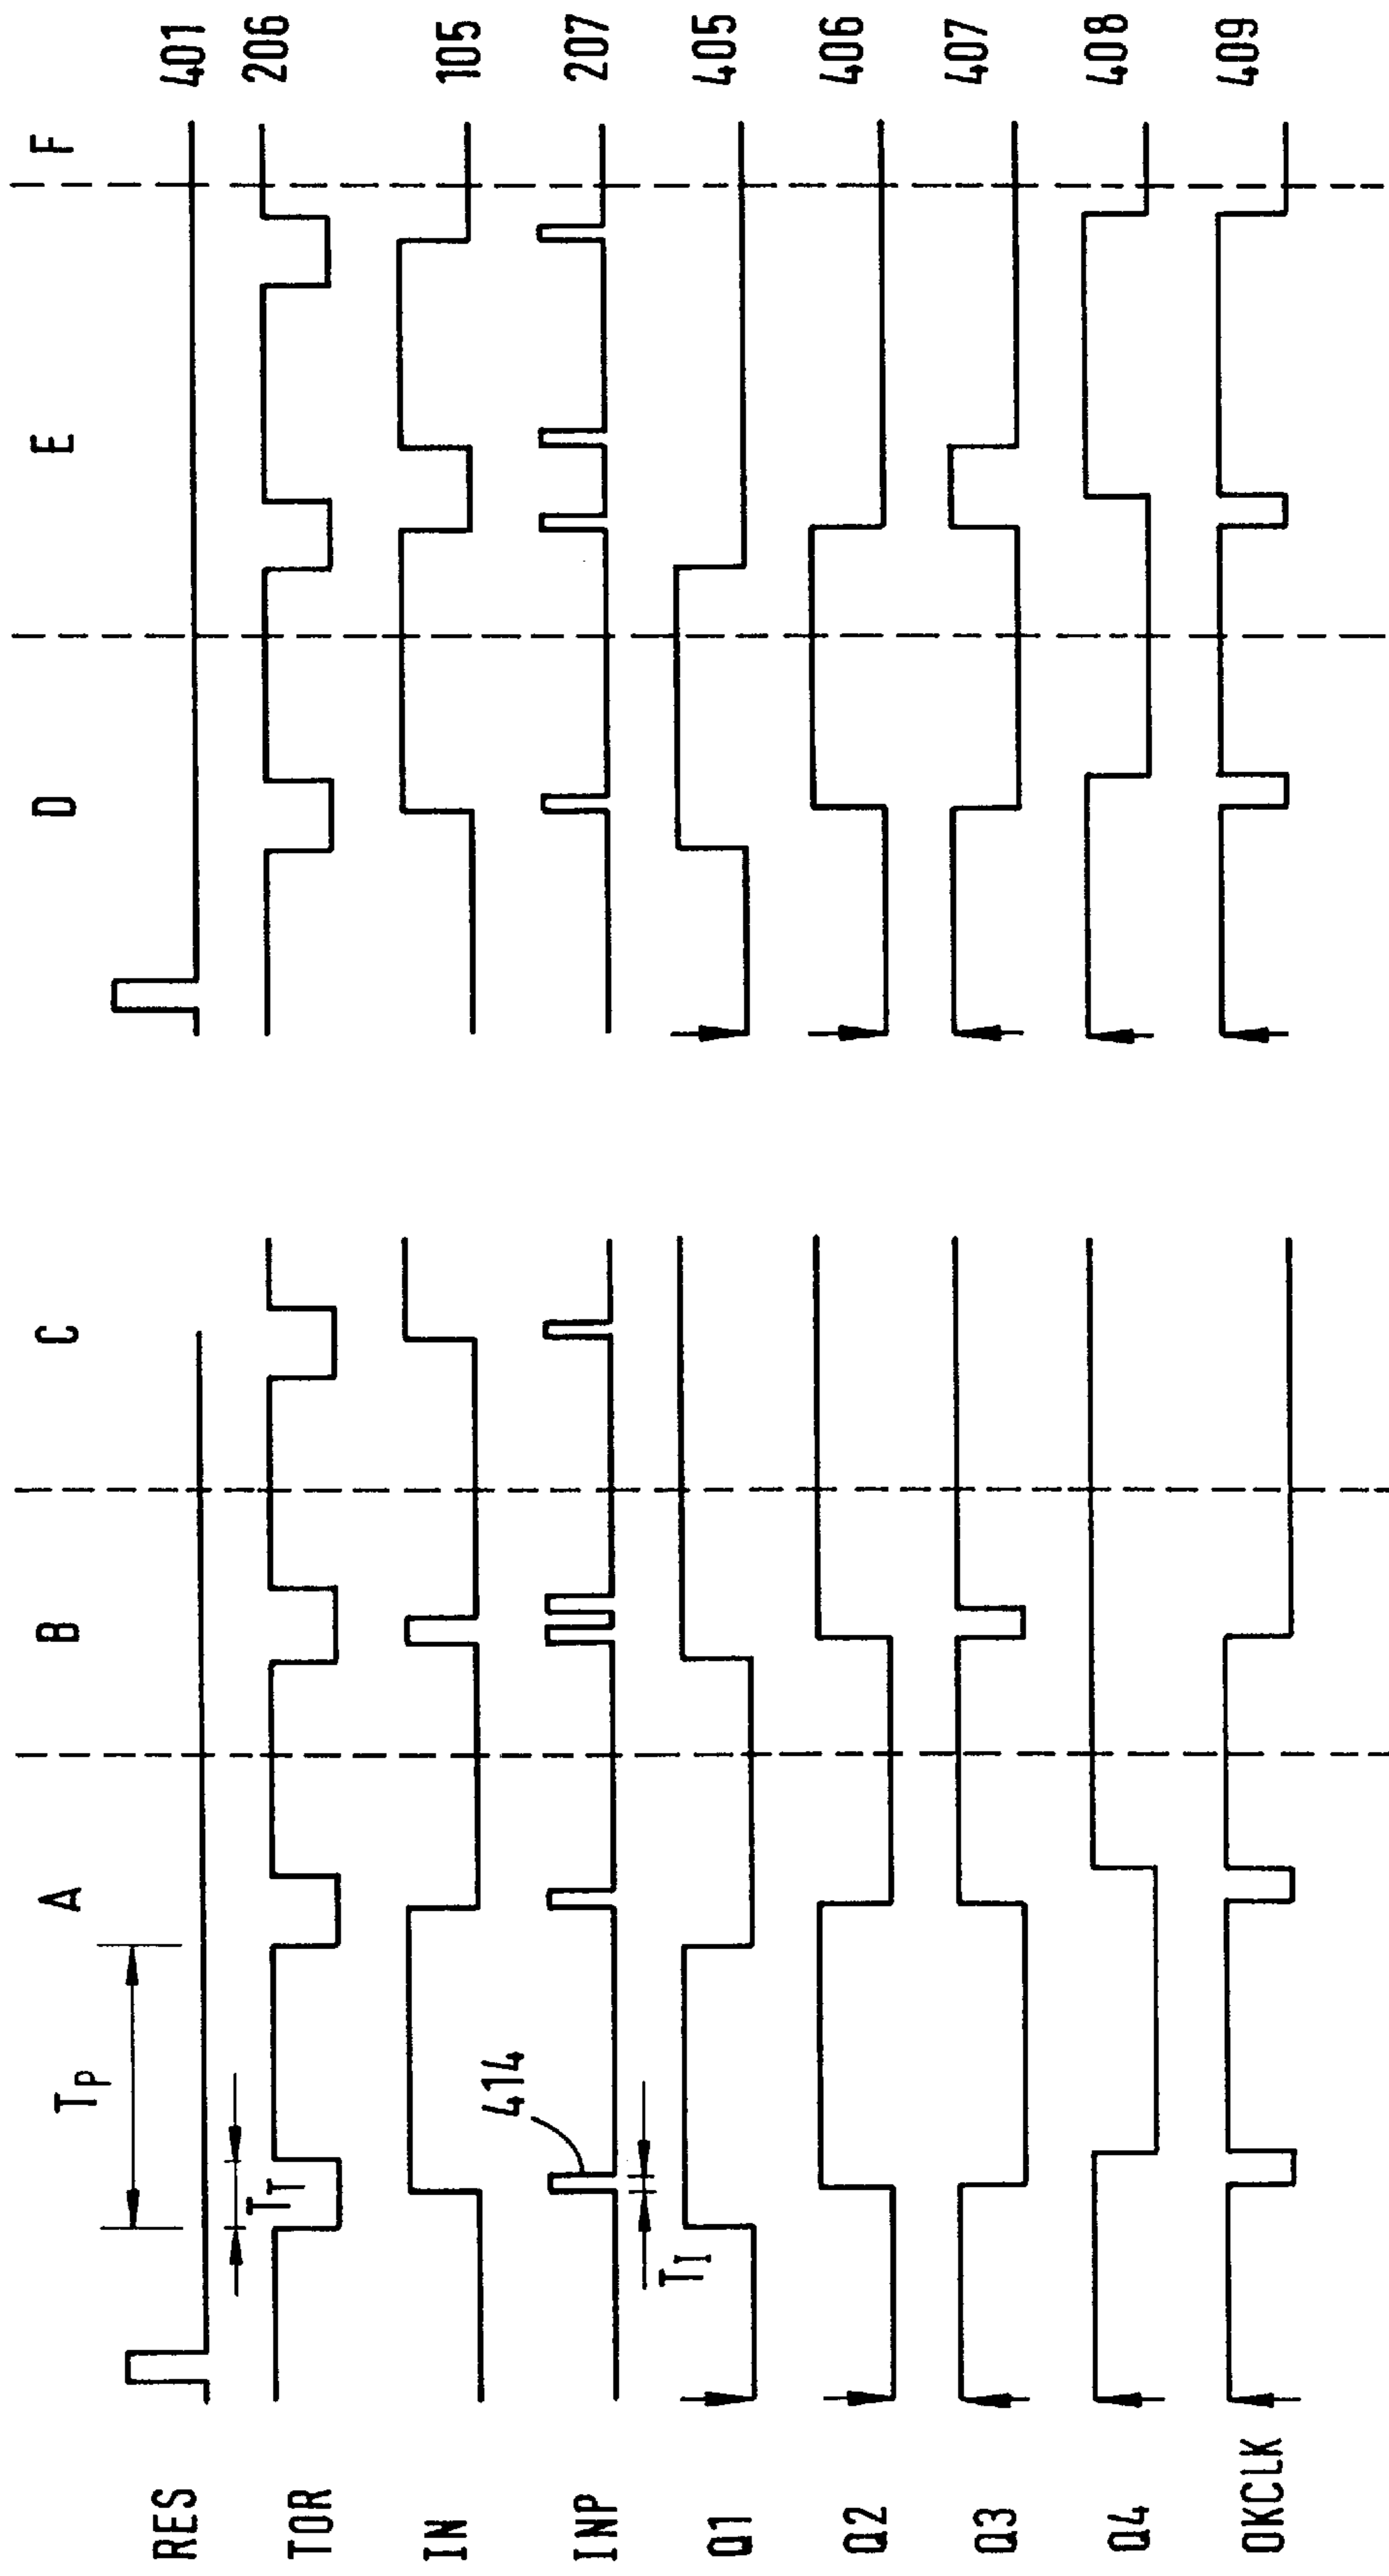 A B C D E F
T_P
RES 401
TOR 206
T_T
IN 105
414
INP 207
T_I
Q1 405
Q2 406
Q3 407
Q4 408
OKCLK 409